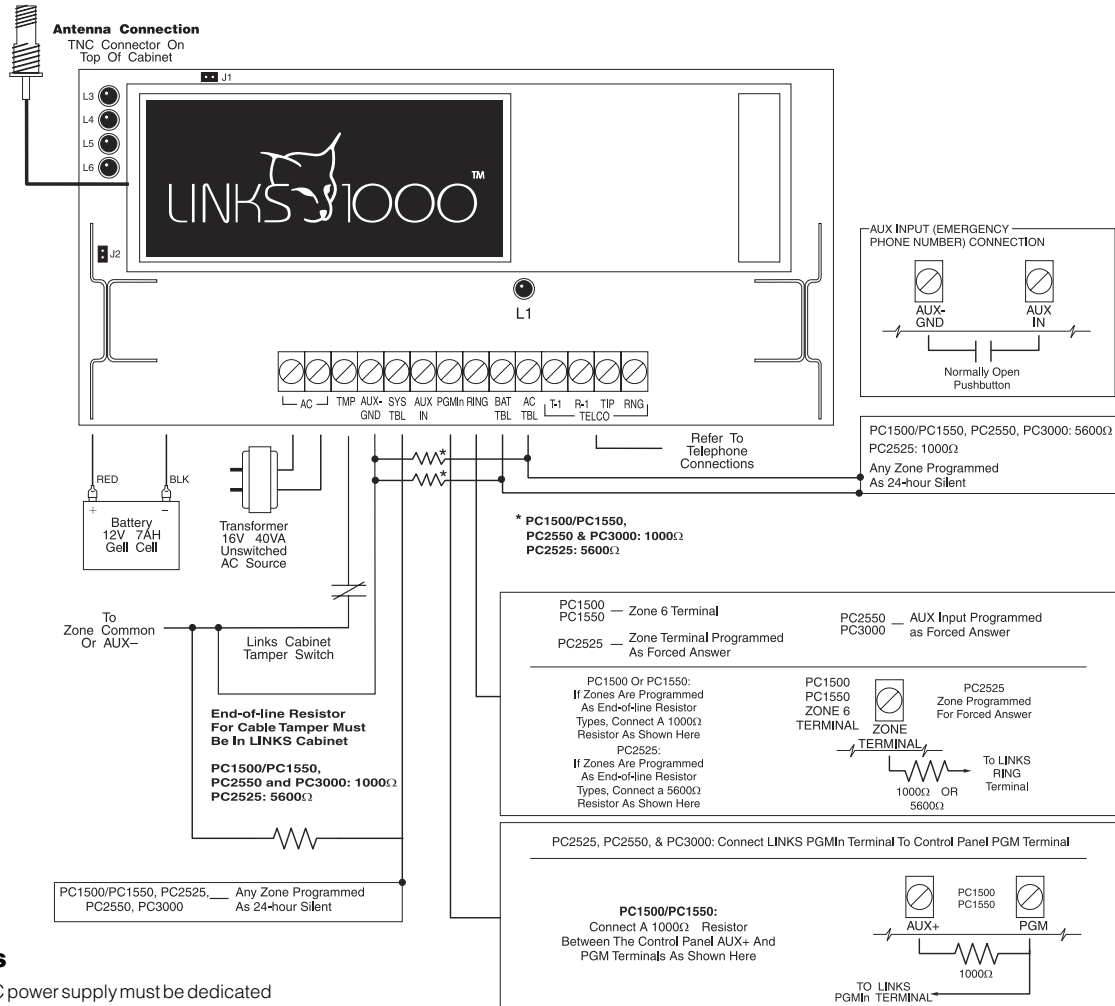 Antenna Connection
TNC Connector On
Top Of Cabinet
J1
L3
L4
L5
L6
LINKS 1000™
J2
L1
AC
TMP
AUX-
GND
SYS
TBL
AUX
IN
PGMIn
RING
BAT
TBL
AC
TBL
T-1
R-1
TIP
RNG
TELCO
AUX INPUT (EMERGENCY
PHONE NUMBER) CONNECTION
AUX-
GND
AUX
IN
Normally Open
Pushbutton
RED
BLK
+
–
Battery
12V 7AH
Gell Cell
Transformer
16V 40VA
Unswitched
AC Source
*
*
Refer To
Telephone
Connections
PC1500/PC1550, PC2550, PC3000: 5600Ω
PC2525: 1000Ω
Any Zone Programmed
As 24-hour Silent
* PC1500/PC1550,
PC2550 & PC3000: 1000Ω
PC2525: 5600Ω
To
Zone Common
Or AUX–
Links Cabinet
Tamper Switch
End-of-line Resistor
For Cable Tamper Must
Be In LINKS Cabinet
PC1500/PC1550,
PC2550 and PC3000: 1000Ω
PC2525: 5600Ω
PC1500
PC1550 — Zone 6 Terminal
PC2525 — Zone Terminal Programmed
As Forced Answer
PC2550
PC3000 — AUX Input Programmed
as Forced Answer
PC1500 Or PC1550:
If Zones Are Programmed
As End-of-line Resistor
Types, Connect A 1000Ω
Resistor As Shown Here
PC2525:
If Zones Are Programmed
As End-of-line Resistor
Types, Connect a 5600Ω
Resistor As Shown Here
PC1500
PC1550
ZONE 6
TERMINAL
ZONE
TERMINAL
PC2525
Zone Programmed
For Forced Answer
1000Ω OR
5600Ω
To LINKS
RING
Terminal
PC1500/PC1550, PC2525,
PC2550, PC3000 — Any Zone Programmed
As 24-hour Silent
PC2525, PC2550, & PC3000: Connect LINKS PGMIn Terminal To Control Panel PGM Terminal
PC1500/PC1550:
Connect A 1000Ω Resistor
Between The Control Panel AUX+ And
PGM Terminals As Shown Here
AUX+
PC1500
PC1550
PGM
1000Ω
TO LINKS
PGMIn TERMINAL
s
C power supply must be dedicated